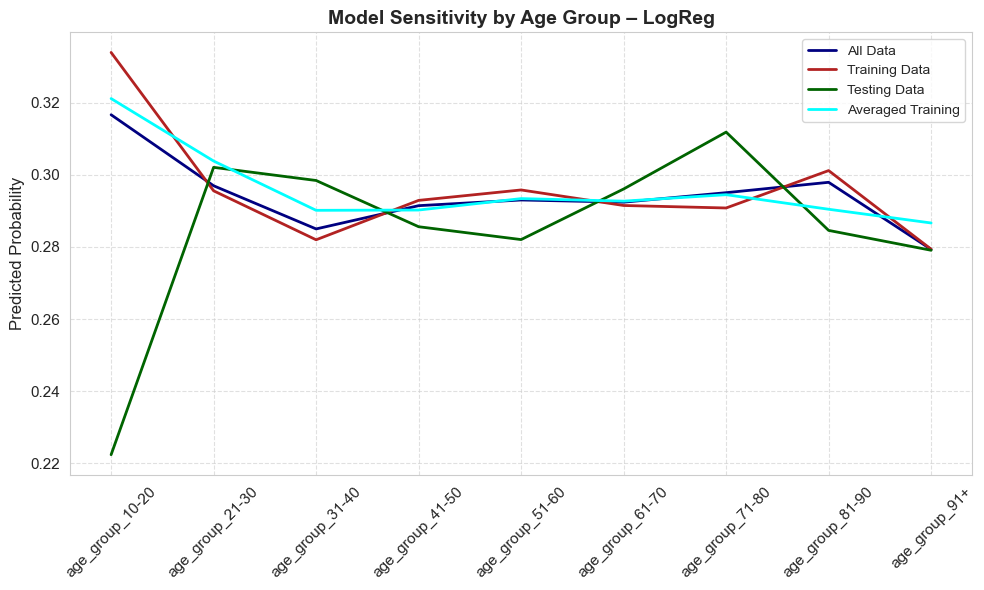 Model Sensitivity by Age Group – LogReg
All Data
Training Data
Testing Data
Averaged Training
Predicted Probability
0.32
0.30
0.28
0.26
0.24
0.22
age_group_10-20
age_group_21-30
age_group_31-40
age_group_41-50
age_group_51-60
age_group_61-70
age_group_71-80
age_group_81-90
age_group_91+